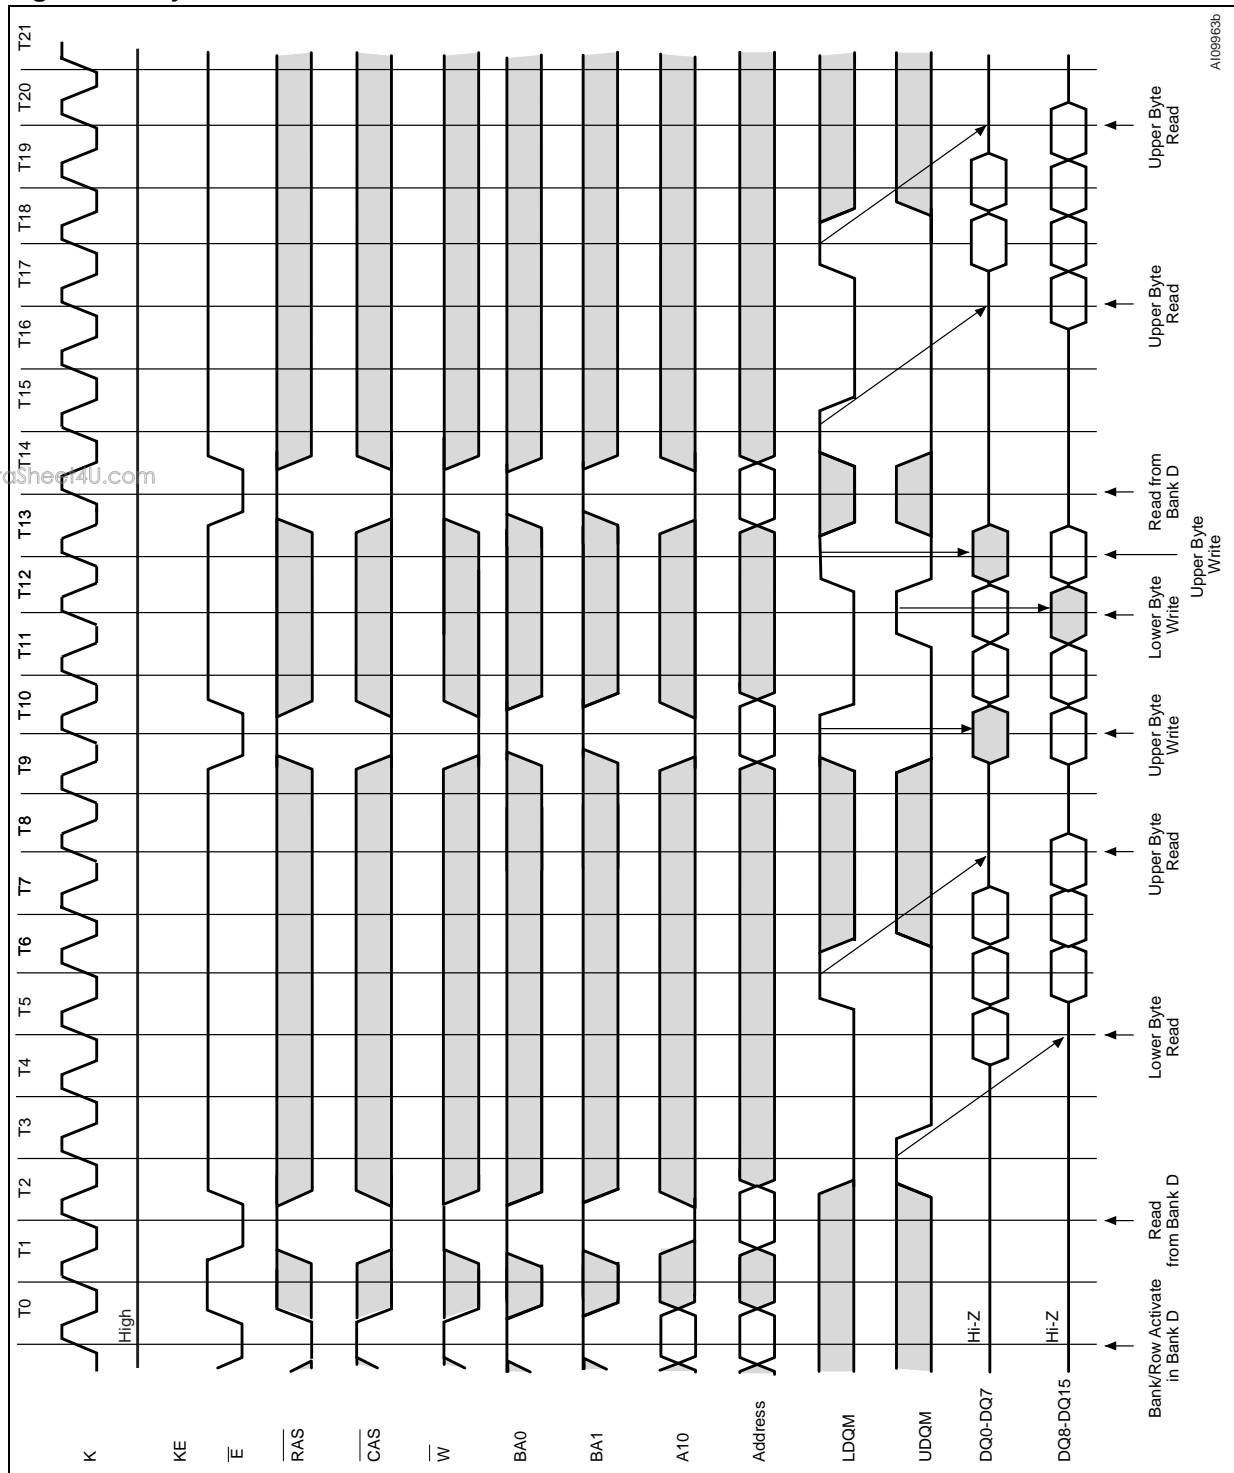 T0 T1 T2 T3 T4 T5 T6 T7 T8 T9 T10 T11 T12 T13 T14 T15 T16 T17 T18 T19 T20 T21
K
High
KE
E
RAS
CAS
W
BA0
BA1
A10
Address
LDQM
UDQM
Hi-Z
DQ0-DQ7
Hi-Z
DQ8-DQ15
Bank/Row Activate
in Bank D
Read
from Bank D
Lower Byte
Read
Upper Byte
Read
Upper Byte
Write
Lower Byte
Write
Upper Byte
Write
Read from
Bank D
Upper Byte
Read
Upper Byte
Read
AI09963b
aSheet4U.com